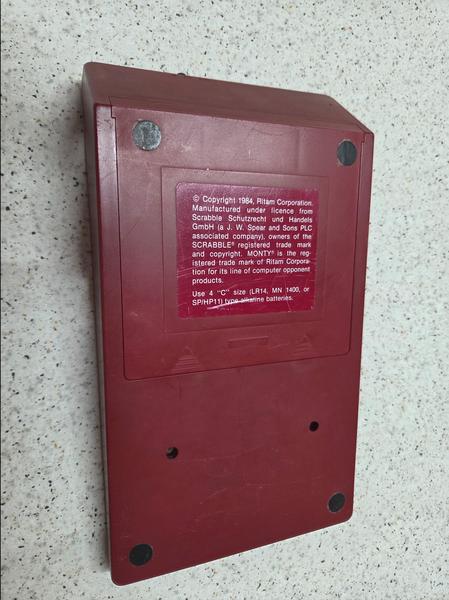 © Copyright 1984, Ritam Corporation.
Manufactured under licence from
Scrabble Schutzrecht und Handels
GmbH (a J. W. Spear and Sons PLC
associated company), owners of the
SCRABBLE® registered trade mark
and copyright. MONTY® is the reg-
istered trade mark of Ritam Corpora-
tion for its line of computer opponent
products.
Use 4 "C" size (LR14, MN 1400, or
SP/HP11) type alkaline batteries.